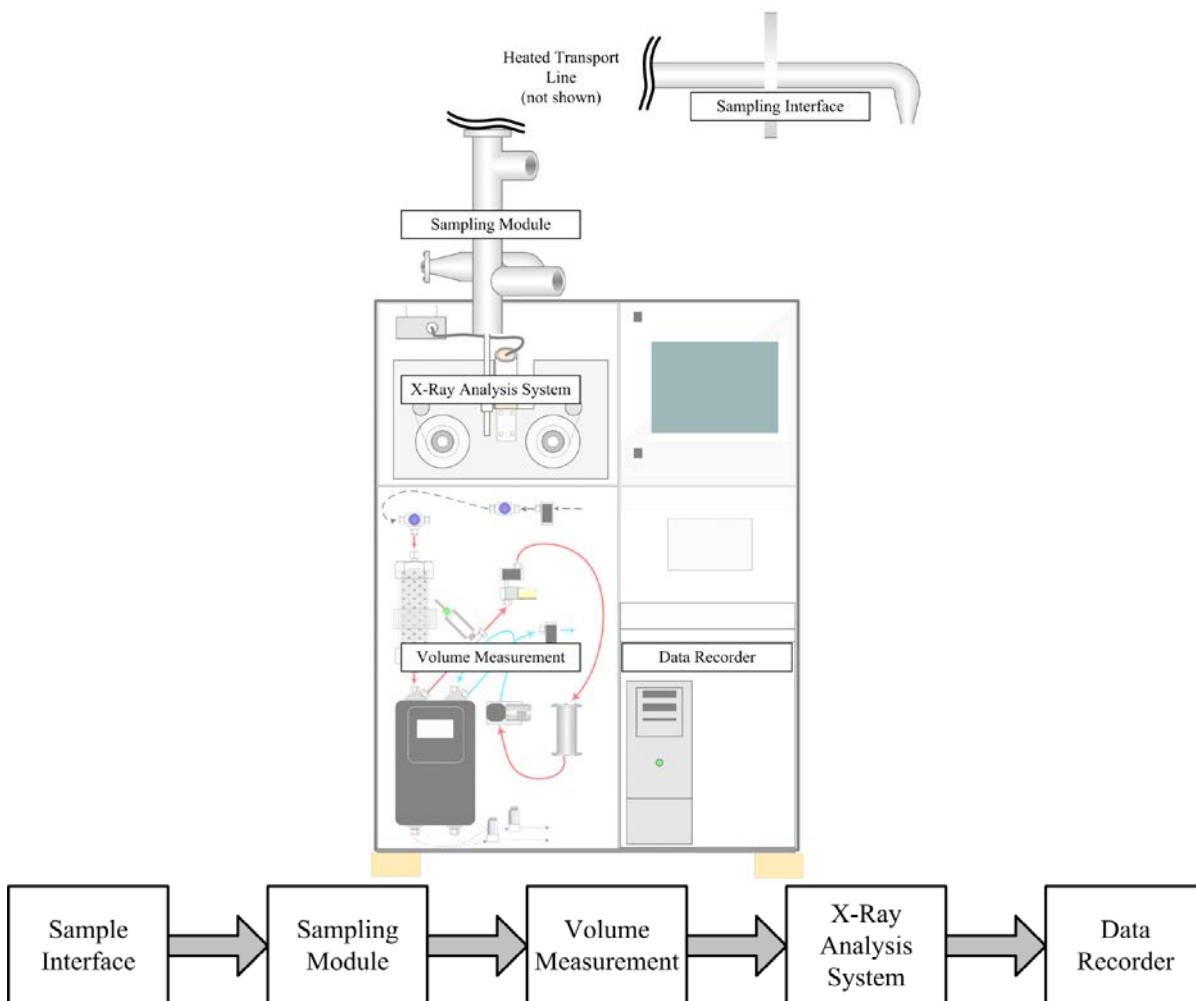 Heated Transport
Line
(not shown)
Sampling Interface
Sampling Module
X-Ray Analysis System
Volume Measurement
Data Recorder
Sample
Interface
Sampling
Module
Volume
Measurement
X-Ray
Analysis
System
Data
Recorder